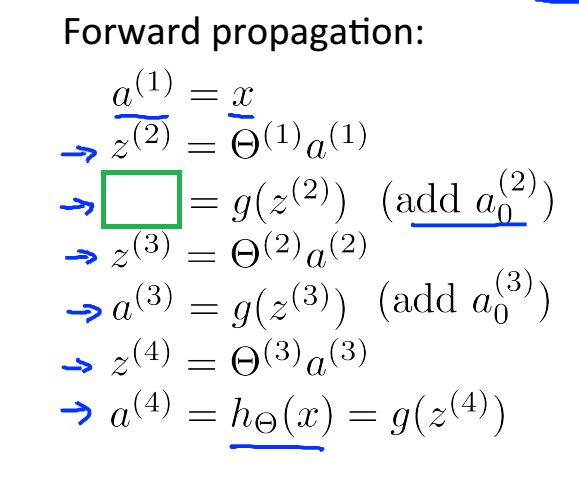 Forward propagation:
a^{(1)} = x
z^{(2)} = Θ^{(1)}a^{(1)}
= g(z^{(2)}) (add a_0^{(2)})
z^{(3)} = Θ^{(2)}a^{(2)}
a^{(3)} = g(z^{(3)}) (add a_0^{(3)})
z^{(4)} = Θ^{(3)}a^{(3)}
a^{(4)} = h_Θ(x) = g(z^{(4)})